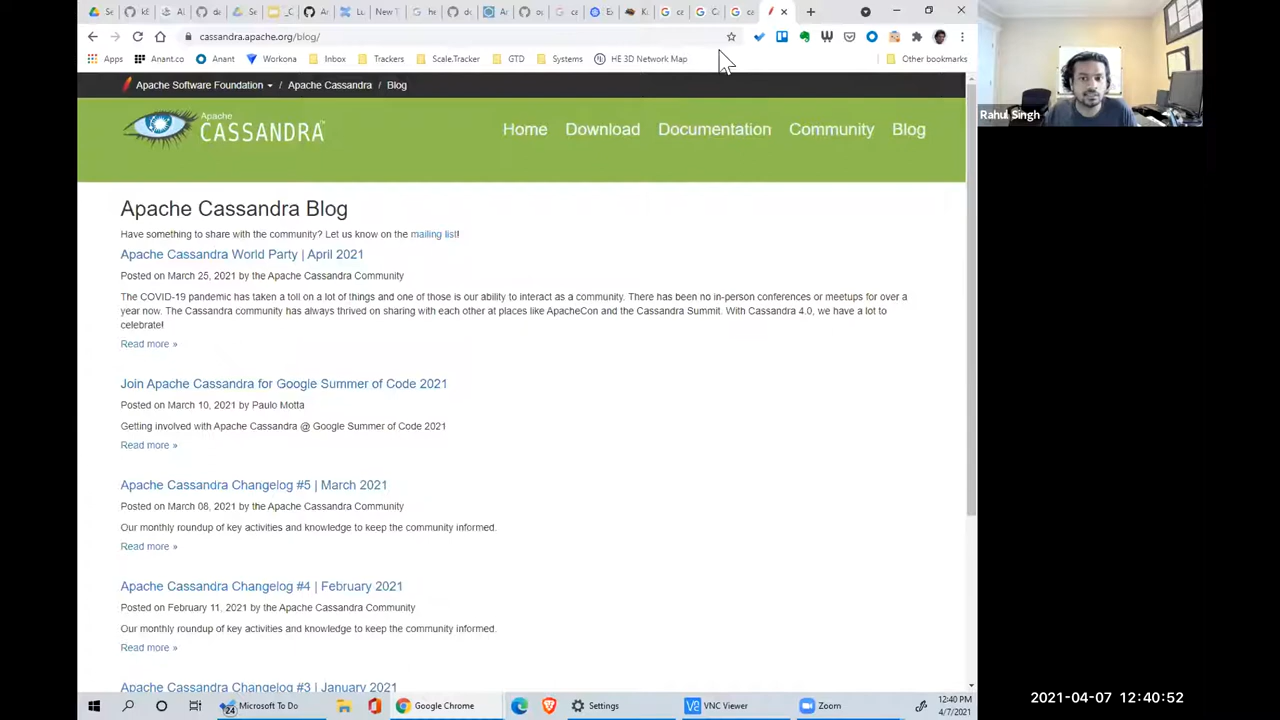 cassandra.apache.org/blog/
Apps
Anant.co
Anant
Workona
Inbox
Trackers
Scale.Tracker
GTD
Systems
HE 3D Network Map
Other bookmarks
Apache Software Foundation / Apache Cassandra / Blog
Apache
CASSANDRA
Home
Download
Documentation
Community
Blog
Rahul Singh
Apache Cassandra Blog
Have something to share with the community? Let us know on the mailing list!
Apache Cassandra World Party | April 2021
Posted on March 25, 2021 by the Apache Cassandra Community
The COVID-19 pandemic has taken a toll on a lot of things and one of those is our ability to interact as a community. There has been no in-person conferences or meetups for over a
year now. The Cassandra community has always thrived on sharing with each other at places like ApacheCon and the Cassandra Summit. With Cassandra 4.0, we have a lot to
celebrate!
Read more »
Join Apache Cassandra for Google Summer of Code 2021
Posted on March 10, 2021 by Paulo Motta
Getting involved with Apache Cassandra @ Google Summer of Code 2021
Read more »
Apache Cassandra Changelog #5 | March 2021
Posted on March 08, 2021 by the Apache Cassandra Community
Our monthly roundup of key activities and knowledge to keep the community informed.
Read more »
Apache Cassandra Changelog #4 | February 2021
Posted on February 11, 2021 by the Apache Cassandra Community
Our monthly roundup of key activities and knowledge to keep the community informed.
Read more »
Apache Cassandra Changelog #3 | January 2021
24
Microsoft To Do
Google Chrome
Settings
VNC Viewer
Zoom
12:40 PM
4/7/2021
2021-04-07 12:40:52